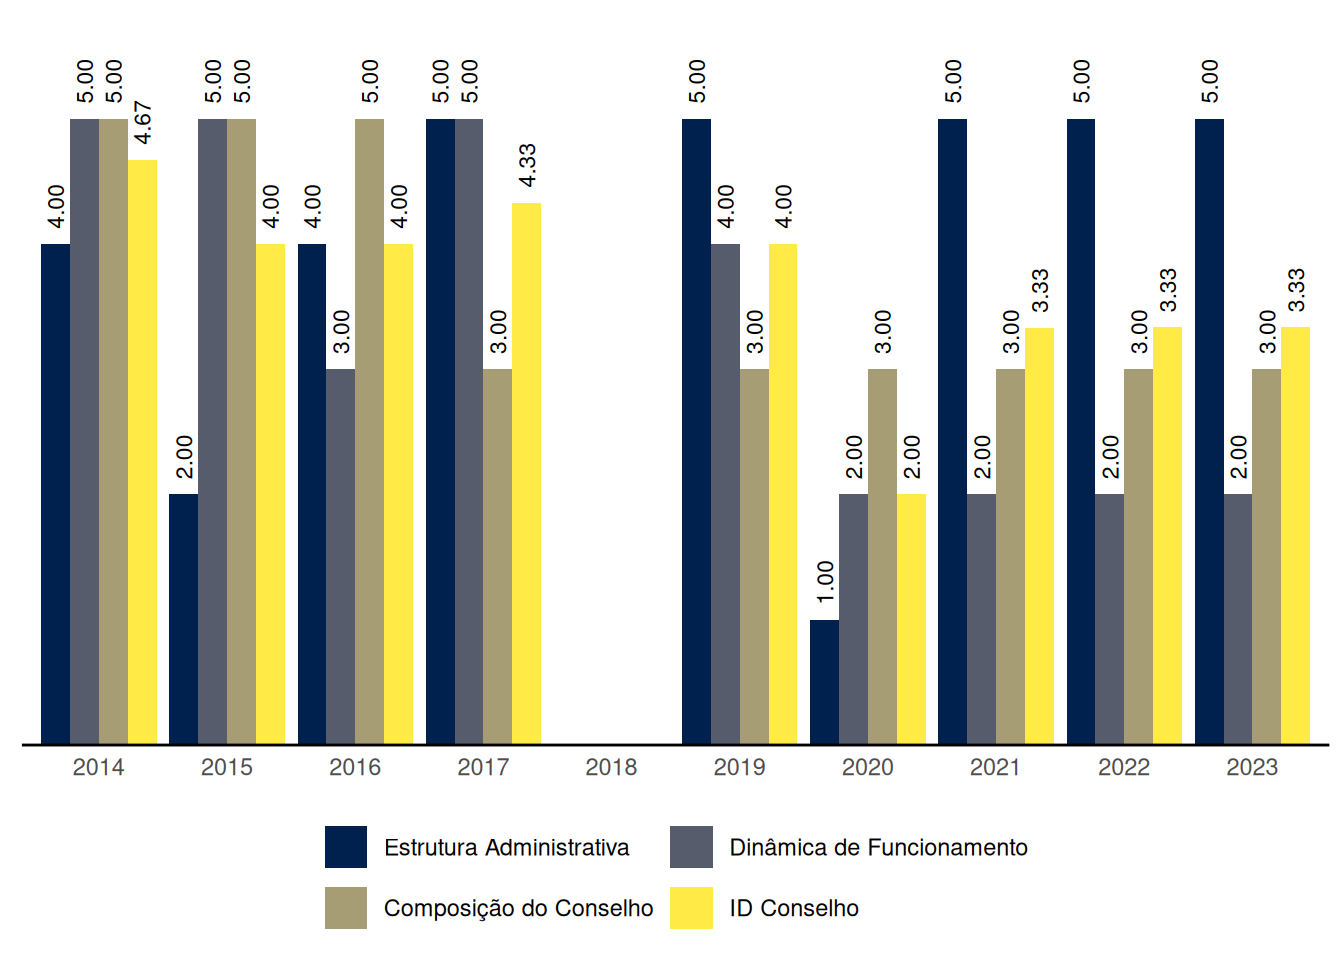 4.00 5.00 5.00 4.67 2.00 5.00 5.00 4.00 4.00 3.00 5.00 4.00 5.00 5.00 3.00 4.33 5.00 4.00 3.00 4.00 1.00 2.00 3.00 2.00 5.00 2.00 3.00 3.33 5.00 2.00 3.00 3.33 5.00 2.00 3.00 3.33
2014 2015 2016 2017 2018 2019 2020 2021 2022 2023
Estrutura Administrativa Dinâmica de Funcionamento
Composição do Conselho ID Conselho